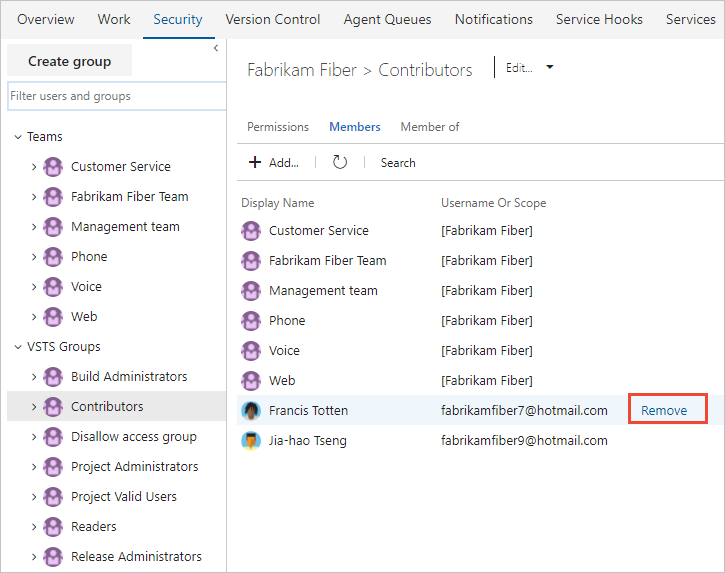 Overview Work Security Version Control Agent Queues Notifications Service Hooks Services
Create group
Filter users and groups
Teams
Customer Service
Fabrikam Fiber Team
Management team
Phone
Voice
Web
VSTS Groups
Build Administrators
Contributors
Disallow access group
Project Administrators
Project Valid Users
Readers
Release Administrators
Fabrikam Fiber > Contributors Edit...
Permissions Members Member of
+ Add... Search
Display Name Username Or Scope
Customer Service [Fabrikam Fiber]
Fabrikam Fiber Team [Fabrikam Fiber]
Management team [Fabrikam Fiber]
Phone [Fabrikam Fiber]
Voice [Fabrikam Fiber]
Web [Fabrikam Fiber]
Francis Totten fabrikamfiber7@hotmail.com Remove
Jia-hao Tseng fabrikamfiber9@hotmail.com